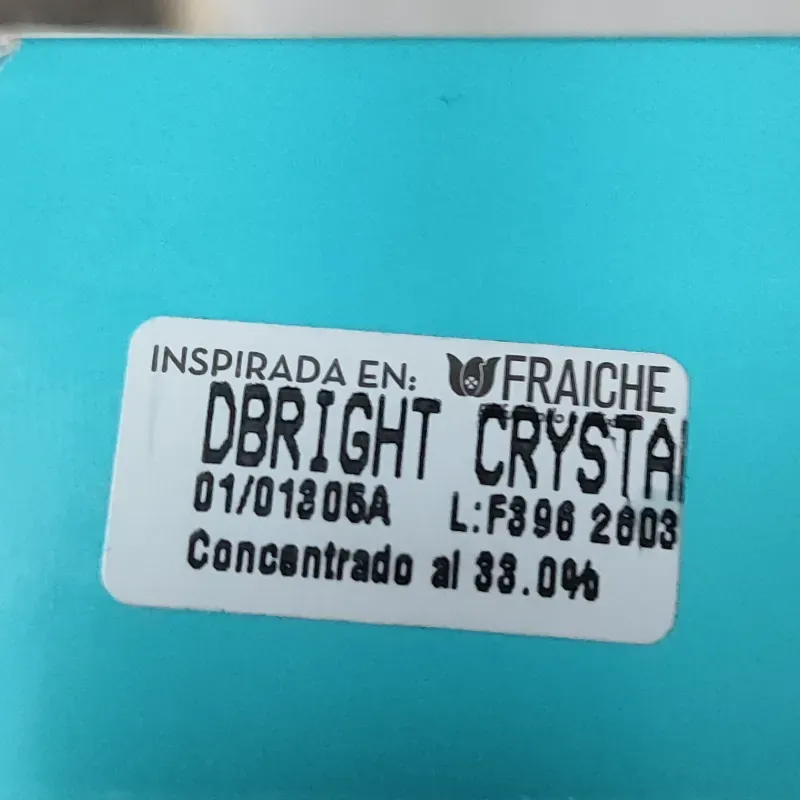 INSPIRADA EN: FRAICHE
DBRIGHT CRYSTA
01/01305A L:F396 2603
Concentrado al 33.0%